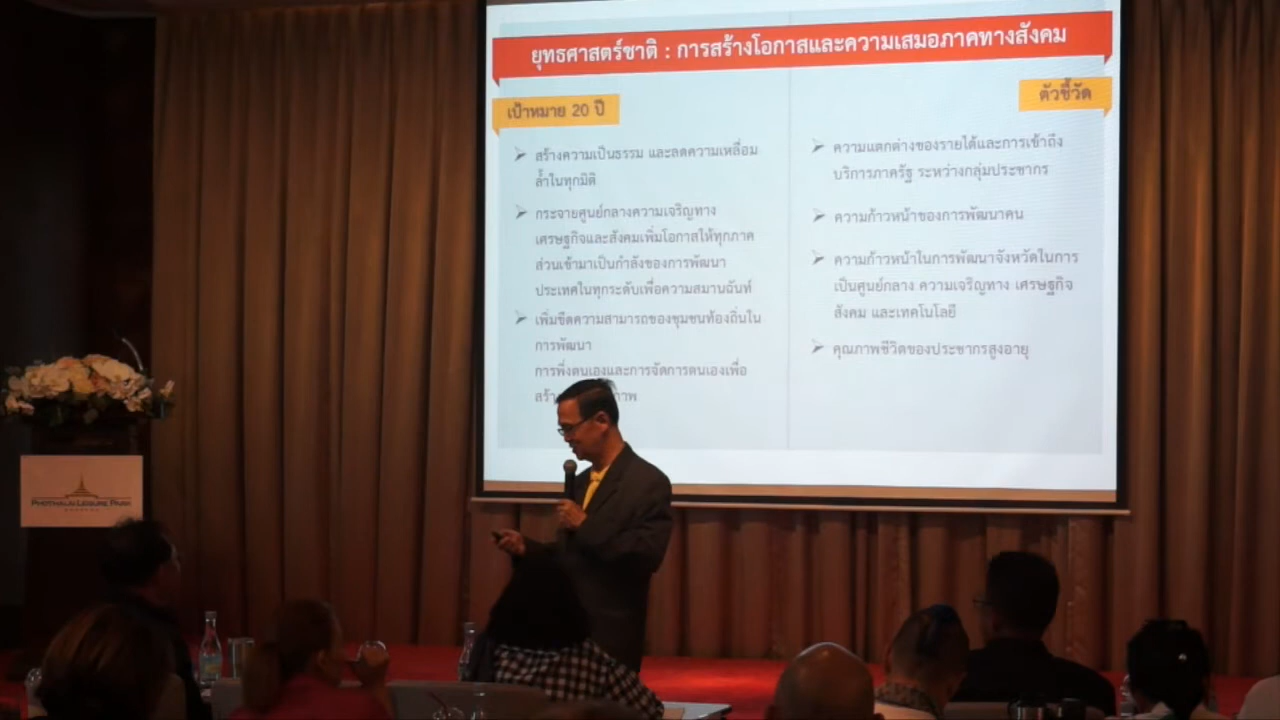 ยุทธศาสตร์ชาติ : การสร้างโอกาสและความเสมอภาคทางสังคม
เป้าหมาย 20 ปี
➢ สร้างความเป็นธรรม และลดความเหลื่อม
ล้ำในทุกมิติ
➢ กระจายศูนย์กลางความเจริญทาง
เศรษฐกิจและสังคมเพิ่มโอกาสให้ทุกภาค
ส่วนเข้ามาเป็นกำลังของการพัฒนา
ประเทศในทุกระดับเพื่อความสมานฉันท์
➢ เพิ่มขีดความสามารถของชุมชนท้องถิ่นใน
การพัฒนา
การพึ่งตนเองและการจัดการตนเองเพื่อ
ตัวชี้วัด
➢ ความแตกต่างของรายได้และการเข้าถึง
บริการภาครัฐ ระหว่างกลุ่มประชากร
➢ ความก้าวหน้าของการพัฒนาคน
➢ ความก้าวหน้าในการพัฒนาจังหวัดในการ
เป็นศูนย์กลาง ความเจริญทาง เศรษฐกิจ
สังคม และเทคโนโลยี
➢ คุณภาพชีวิตของประชากรสูงอายุ
PHOTHALAI LEISURE PARK